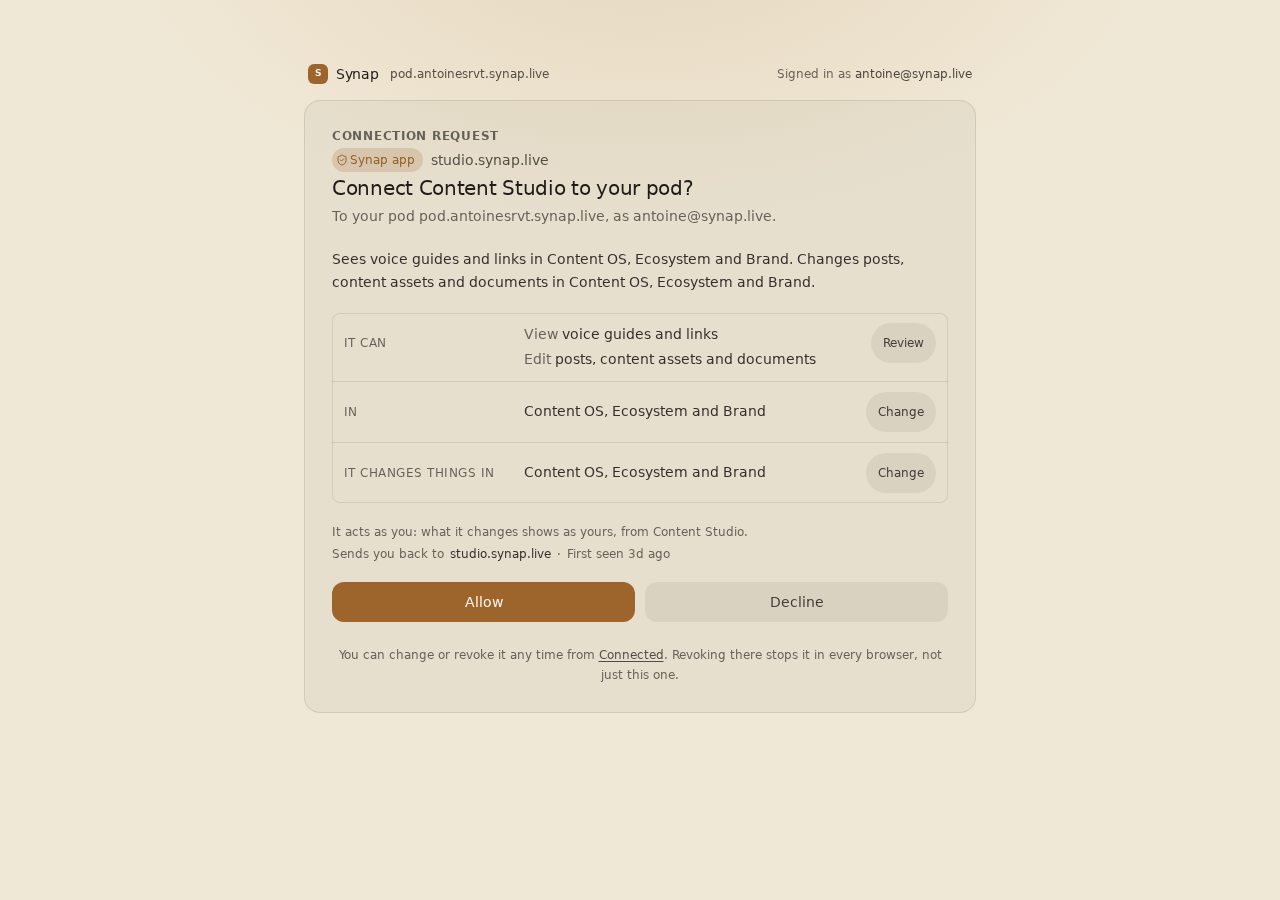 S Synap pod.antoinesrvt.synap.live Signed in as antoine@synap.live
CONNECTION REQUEST
Synap app studio.synap.live
Connect Content Studio to your pod?
To your pod pod.antoinesrvt.synap.live, as antoine@synap.live.
Sees voice guides and links in Content OS, Ecosystem and Brand. Changes posts,
content assets and documents in Content OS, Ecosystem and Brand.
IT CAN View voice guides and links Review
Edit posts, content assets and documents
IN Content OS, Ecosystem and Brand Change
IT CHANGES THINGS IN Content OS, Ecosystem and Brand Change
It acts as you: what it changes shows as yours, from Content Studio.
Sends you back to studio.synap.live · First seen 3d ago
Allow Decline
You can change or revoke it any time from Connected. Revoking there stops it in every browser, not
just this one.